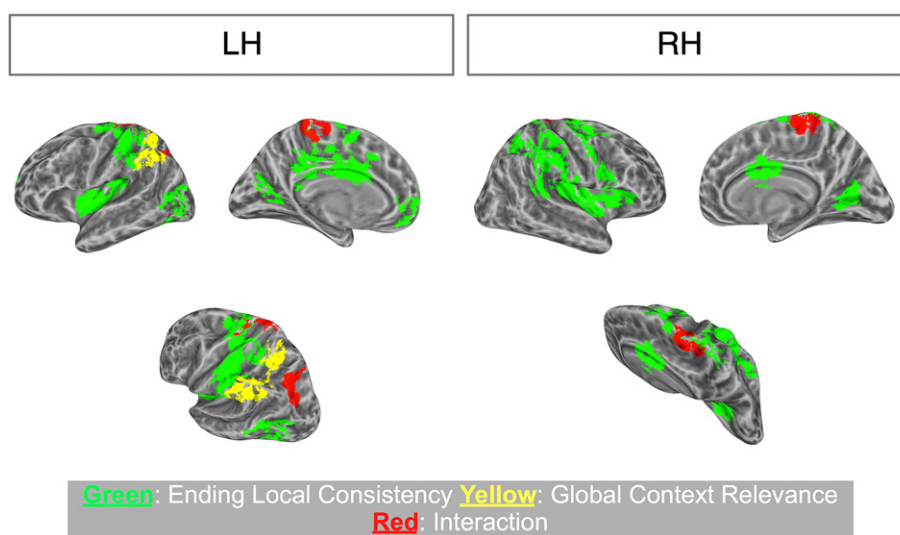 LH
RH
Green: Ending Local Consistency Yellow: Global Context Relevance
Red: Interaction